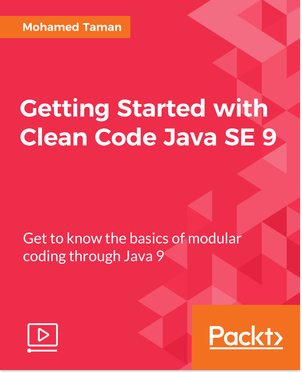 Mohamed Taman
Getting Started with
Clean Code Java SE 9
Get to know the basics of modular
coding through Java 9
Packt>